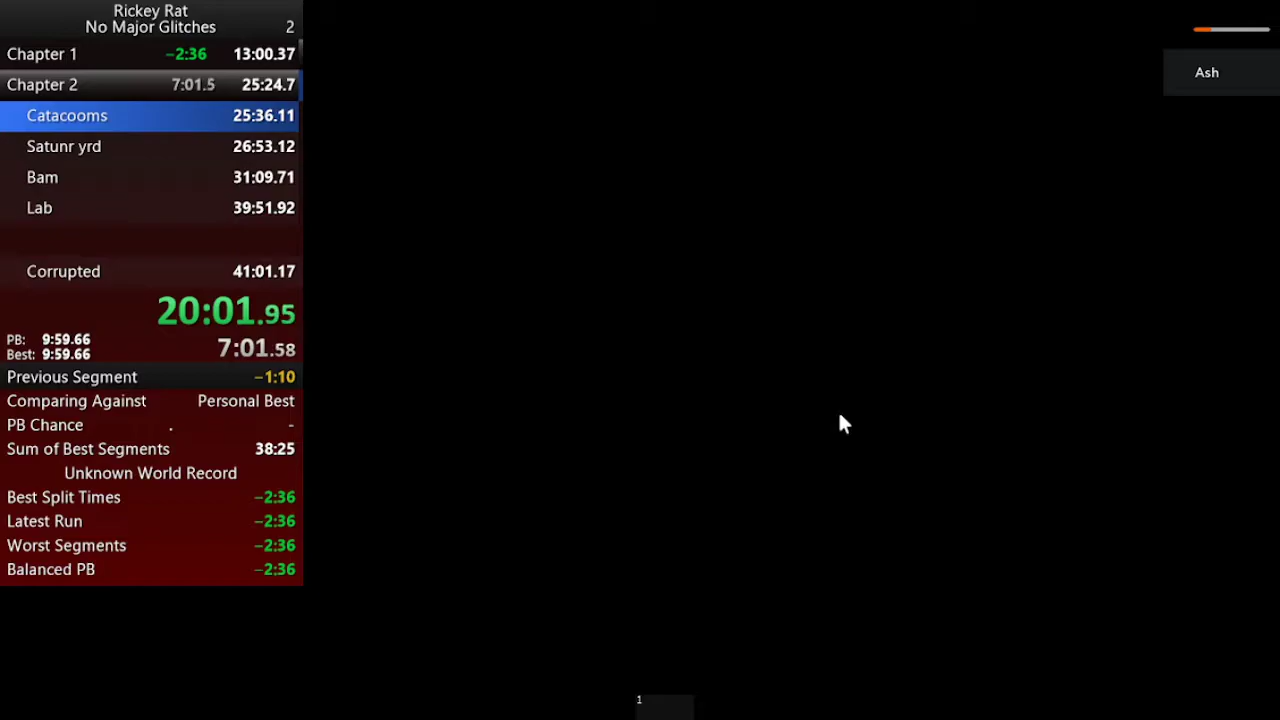 Rickey Rat
No Major Glitches 2
Chapter 1 -2:36 13:00.37
Chapter 2 7:01.5 25:24.7
Catacooms 25:36.11
Satunr yrd 26:53.12
Bam 31:09.71
Lab 39:51.92
Corrupted 41:01.17
20:01.95
PB: 9:59.66
Best: 9:59.66
7:01.58
Previous Segment -1:10
Comparing Against Personal Best
PB Chance . -
Sum of Best Segments 38:25
Unknown World Record
Best Split Times -2:36
Latest Run -2:36
Worst Segments -2:36
Balanced PB -2:36
Ash
1